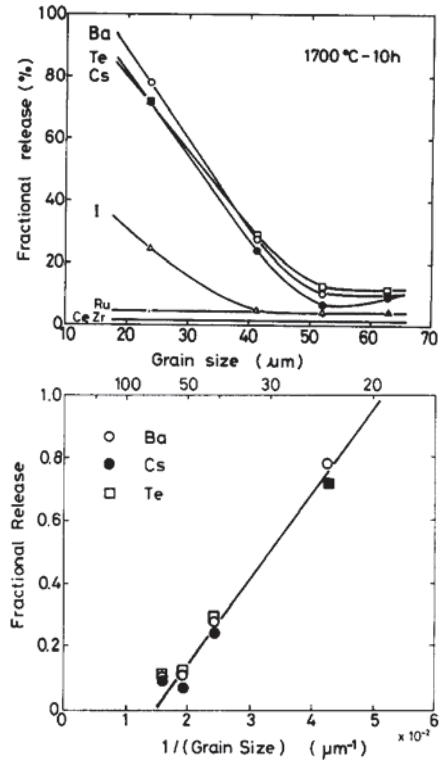 Ba
Te
Cs
1700 °C - 10h
I
Ru
Ce Zr
Fractional release (%)
100
80
60
40
20
0
10 20 30 40 50 60 70
Grain size (μm)
100 50 30 20
Ba
Cs
Te
Fractional Release
1.0
0.8
0.6
0.4
0.2
0
0 1 2 3 4 5 6
× 10⁻²
1/(Grain Size) (μm⁻¹)